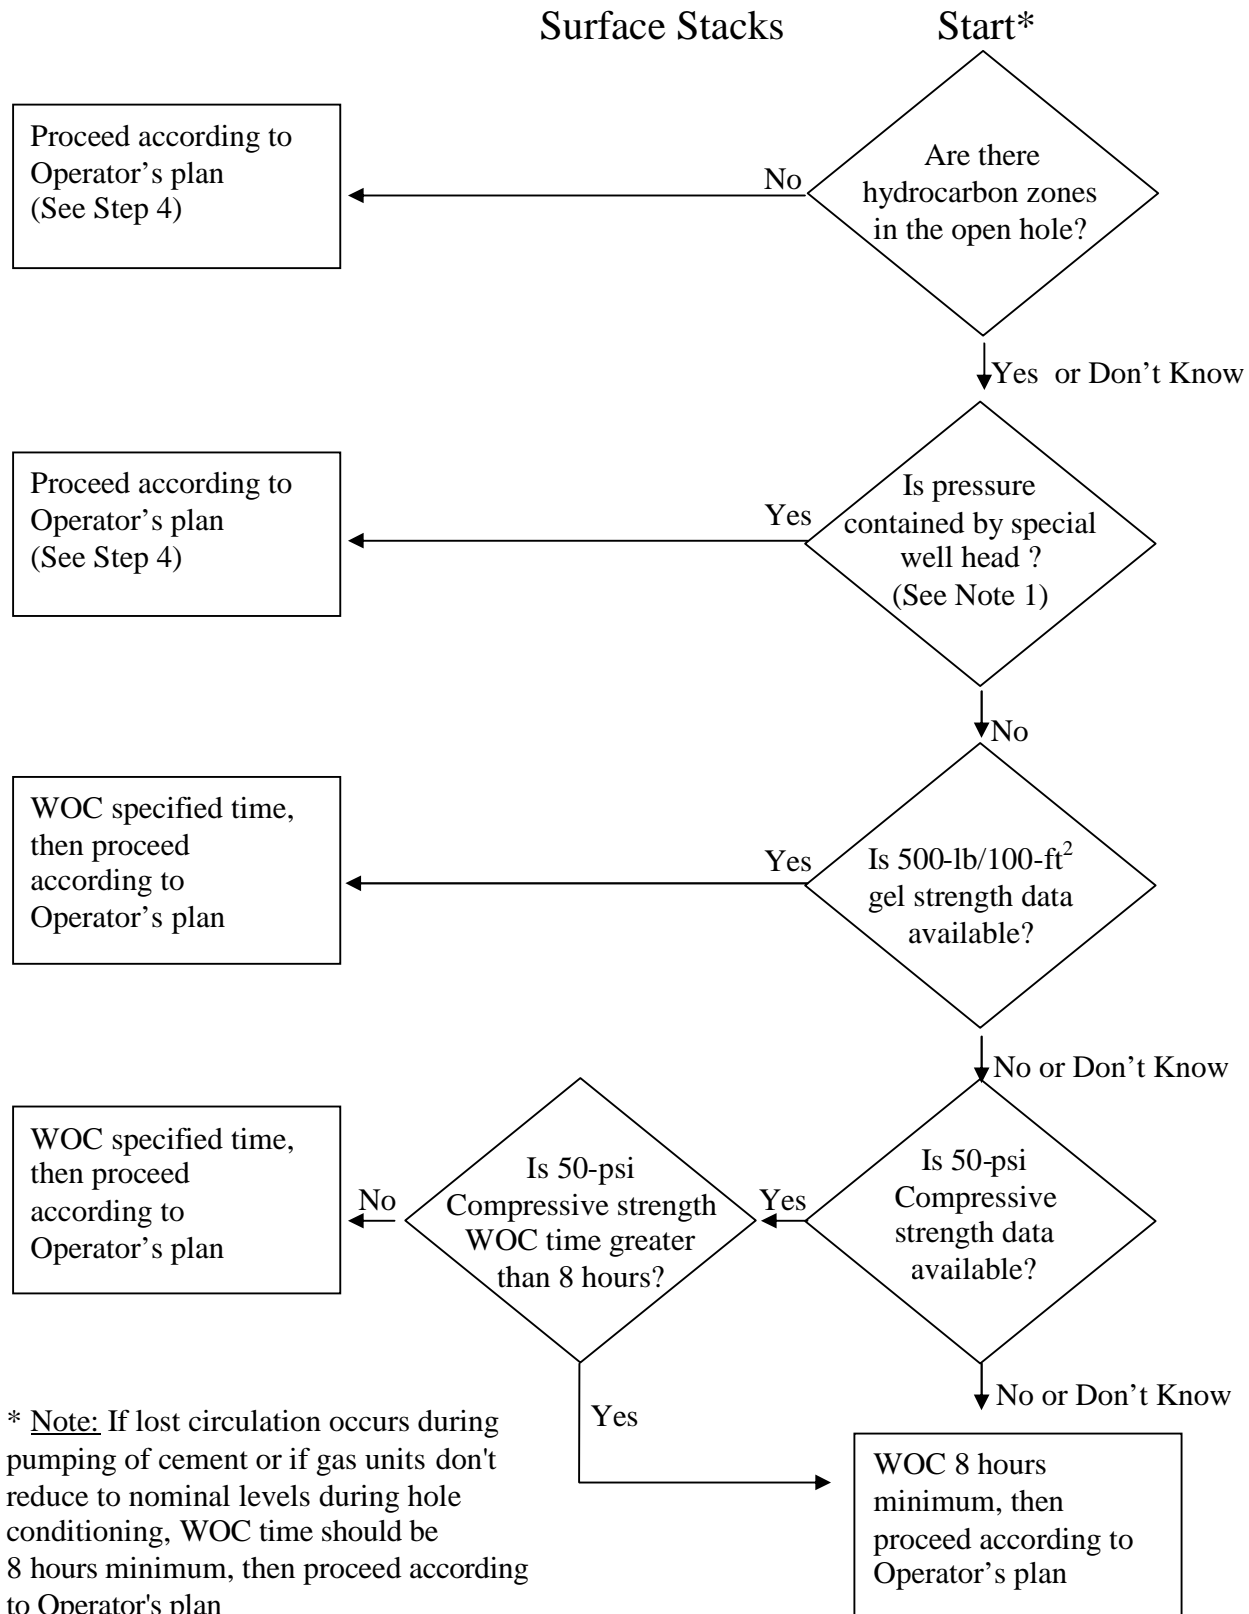 Surface Stacks
Start*
Are there
hydrocarbon zones
in the open hole?
No
Proceed according to
Operator’s plan
(See Step 4)
Yes or Don’t Know
Is pressure
contained by special
well head ?
(See Note 1)
Yes
Proceed according to
Operator’s plan
(See Step 4)
No
Is 500-lb/100-ft²
gel strength data
available?
Yes
WOC specified time,
then proceed
according to
Operator’s plan
No or Don’t Know
Is 50-psi
Compressive
strength data
available?
Yes
Is 50-psi
Compressive strength
WOC time greater
than 8 hours?
No
WOC specified time,
then proceed
according to
Operator’s plan
Yes
No or Don’t Know
WOC 8 hours
minimum, then
proceed according to
Operator’s plan
* Note: If lost circulation occurs during
pumping of cement or if gas units don't
reduce to nominal levels during hole
conditioning, WOC time should be
8 hours minimum, then proceed according
to Operator's plan